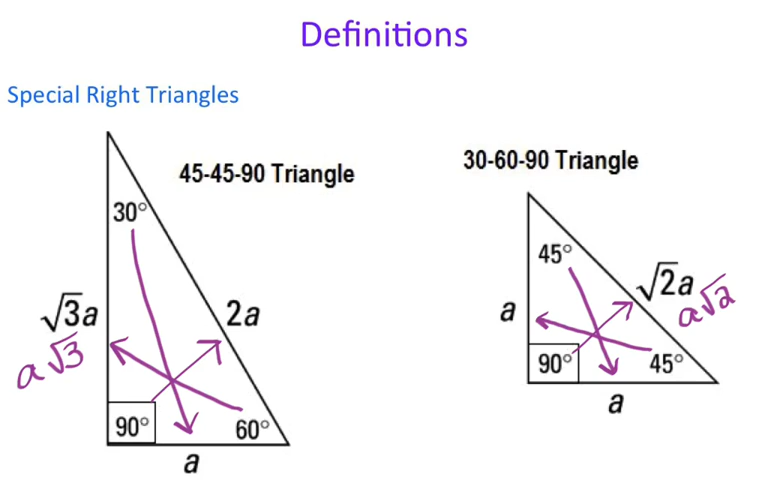 Definitions
Special Right Triangles
45-45-90 Triangle
30°
√3a
2a
a√3
90°
60°
a
30-60-90 Triangle
45°
√2a
a√2
a
90°
45°
a